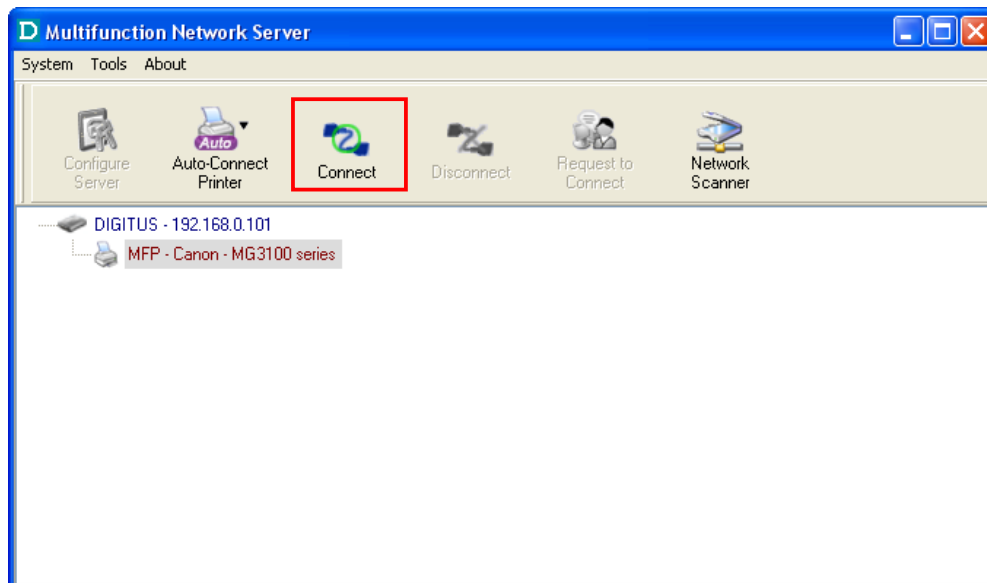 D Multifunction Network Server
System Tools About
Configure Server
Auto-Connect Printer
Auto
Connect
Disconnect
Request to Connect
Network Scanner
DIGITUS - 192.168.0.101
MFP - Canon - MG3100 series